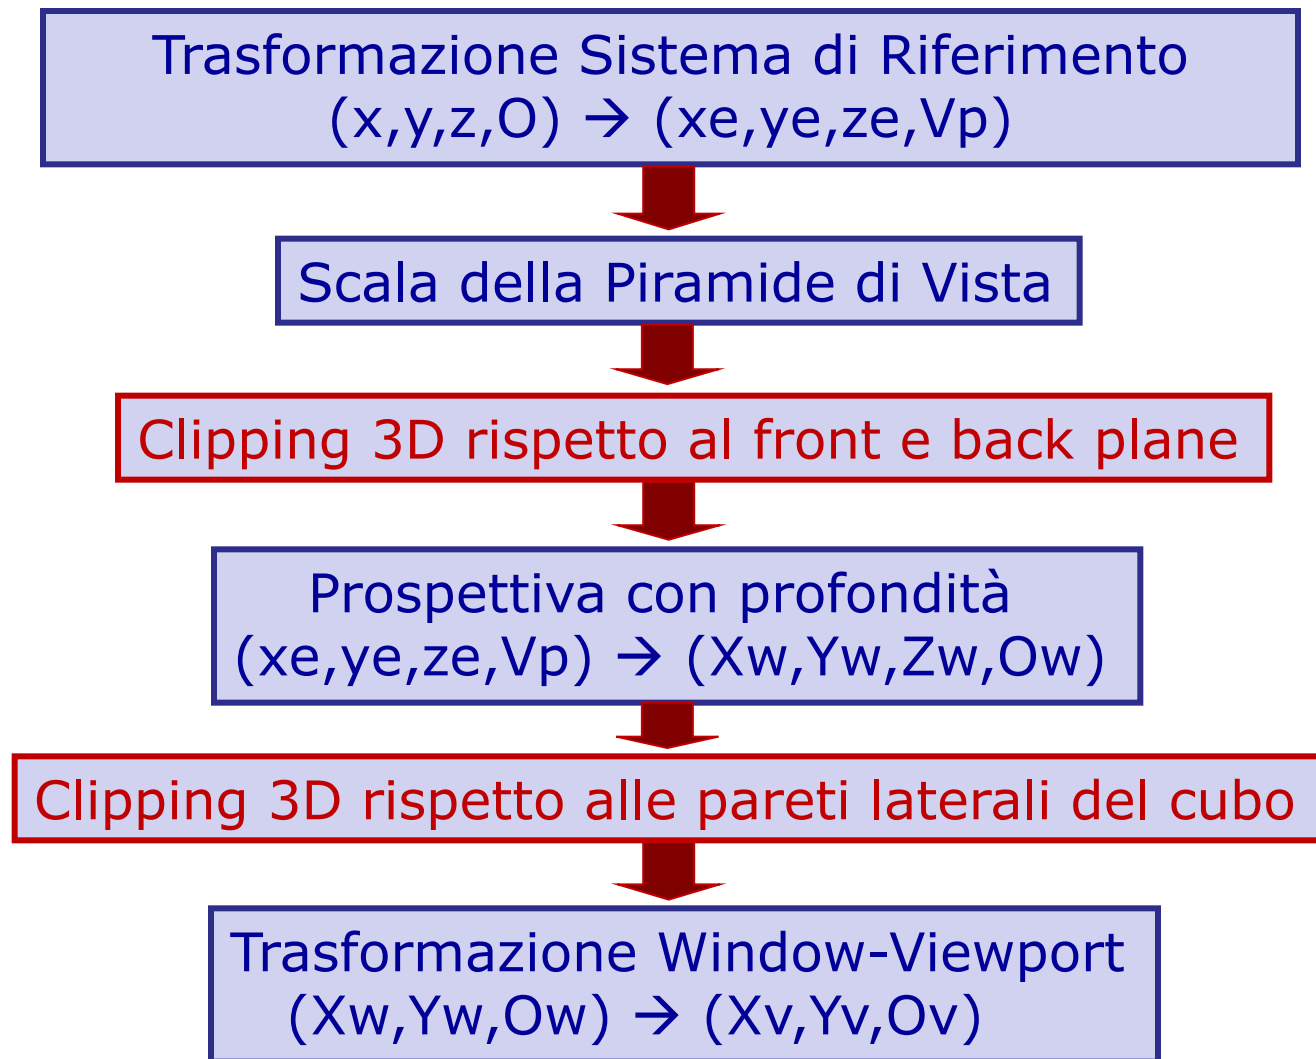 Trasformazione Sistema di Riferimento
(x,y,z,O) → (xe,ye,ze,Vp)
Scala della Piramide di Vista
Clipping 3D rispetto al front e back plane
Prospettiva con profondità
(xe,ye,ze,Vp) → (Xw,Yw,Zw,Ow)
Clipping 3D rispetto alle pareti laterali del cubo
Trasformazione Window-Viewport
(Xw,Yw,Ow) → (Xv,Yv,Ov)